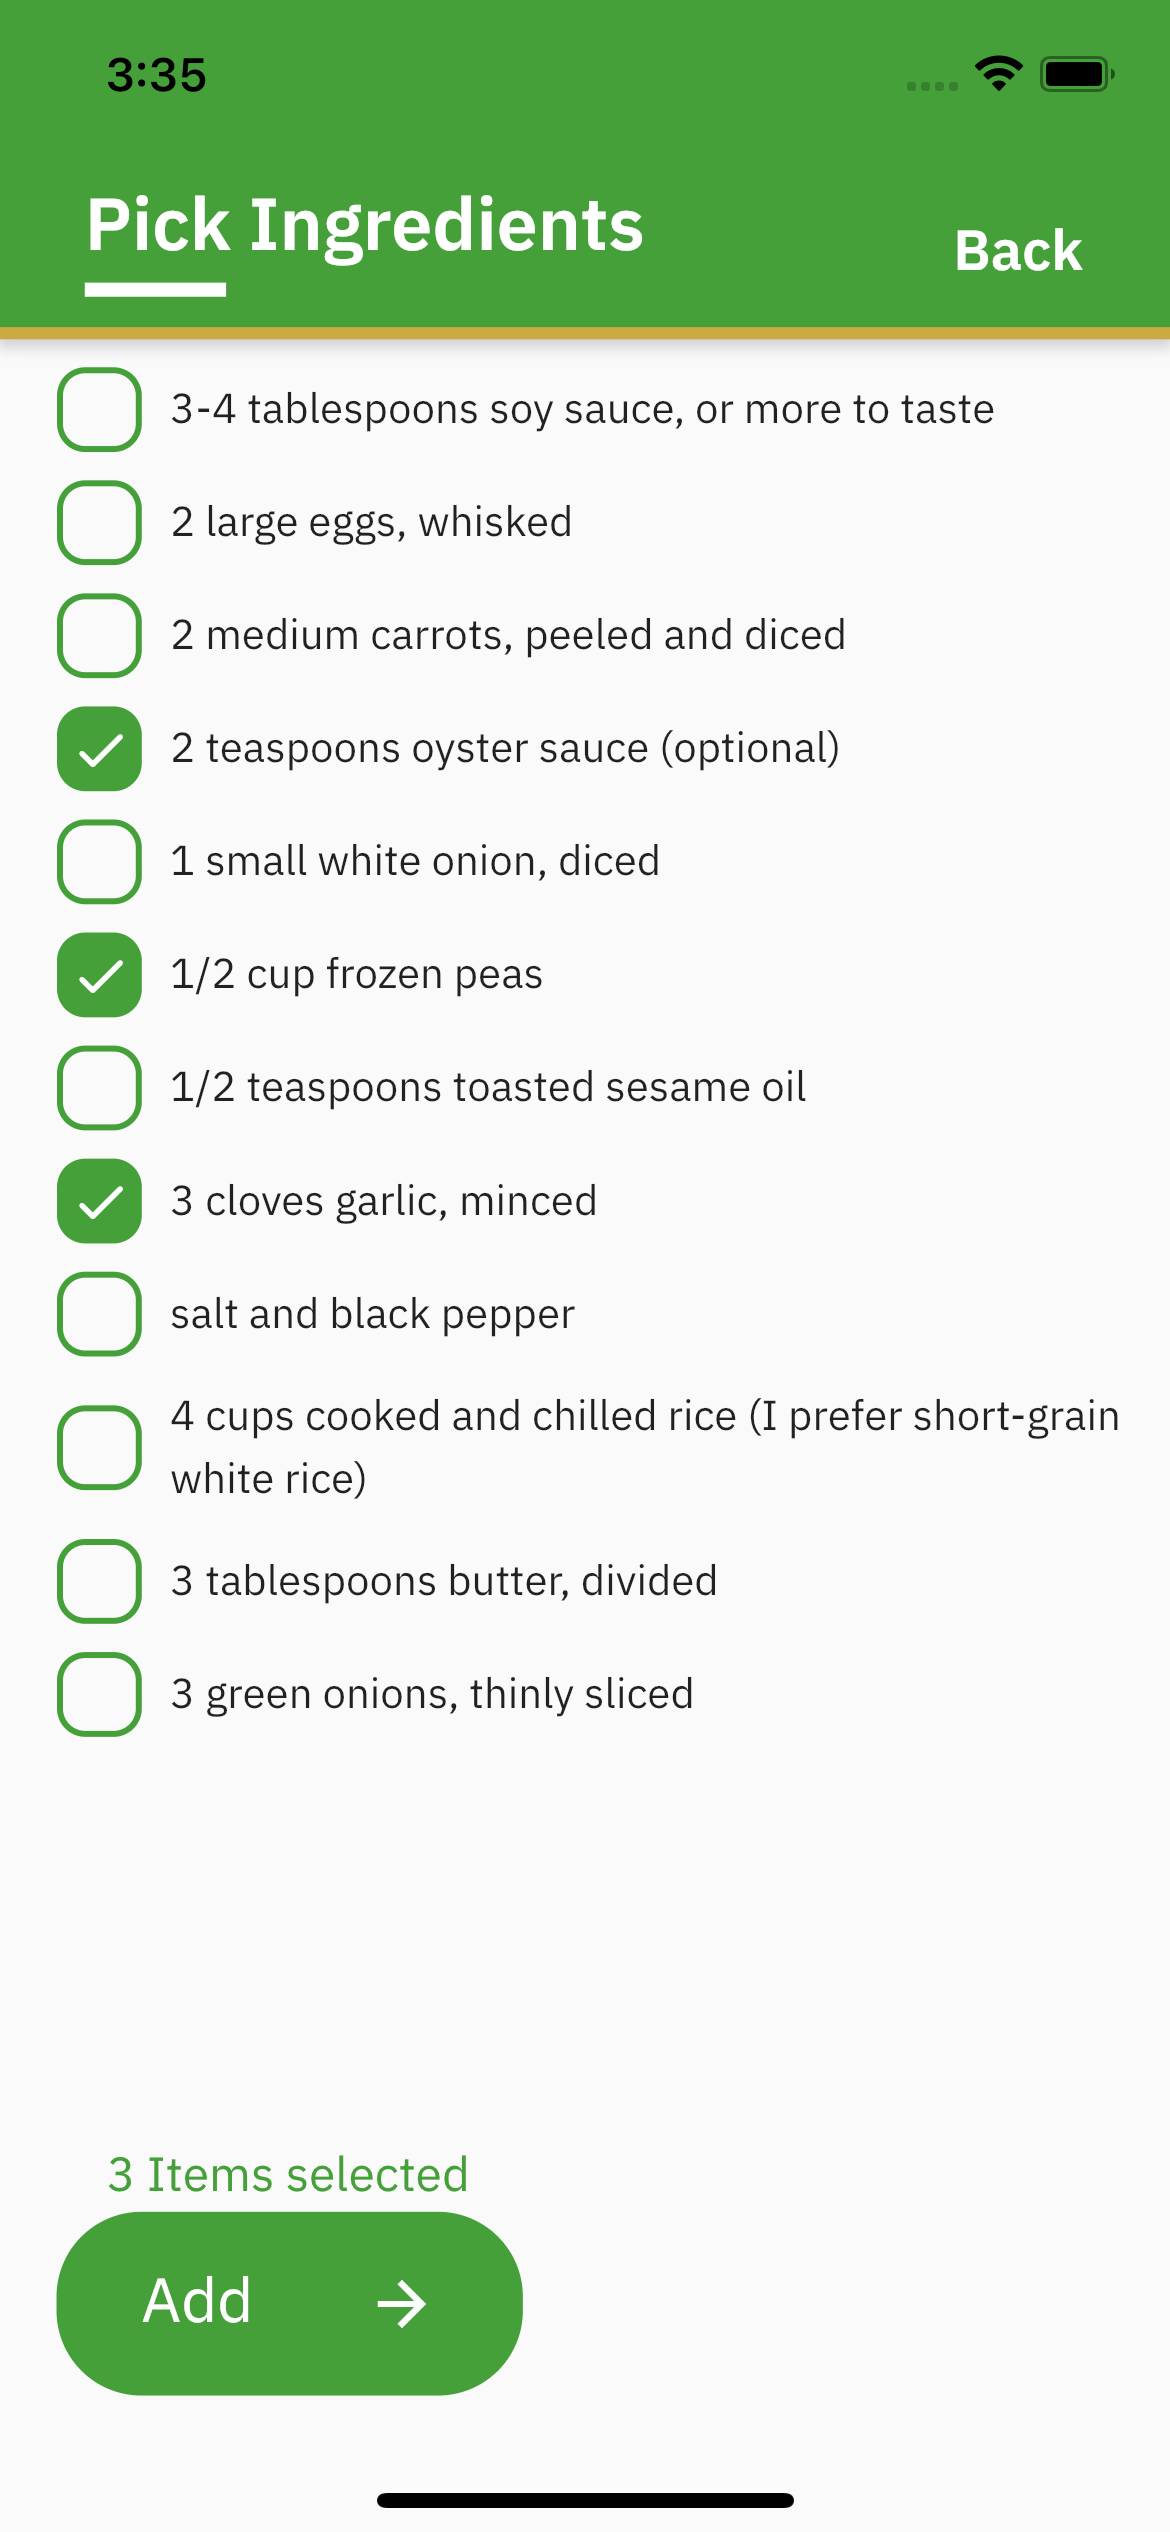 3:35
Pick Ingredients
Back
3-4 tablespoons soy sauce, or more to taste
2 large eggs, whisked
2 medium carrots, peeled and diced
2 teaspoons oyster sauce (optional)
1 small white onion, diced
1/2 cup frozen peas
1/2 teaspoons toasted sesame oil
3 cloves garlic, minced
salt and black pepper
4 cups cooked and chilled rice (I prefer short-grain
white rice)
3 tablespoons butter, divided
3 green onions, thinly sliced
3 Items selected
Add